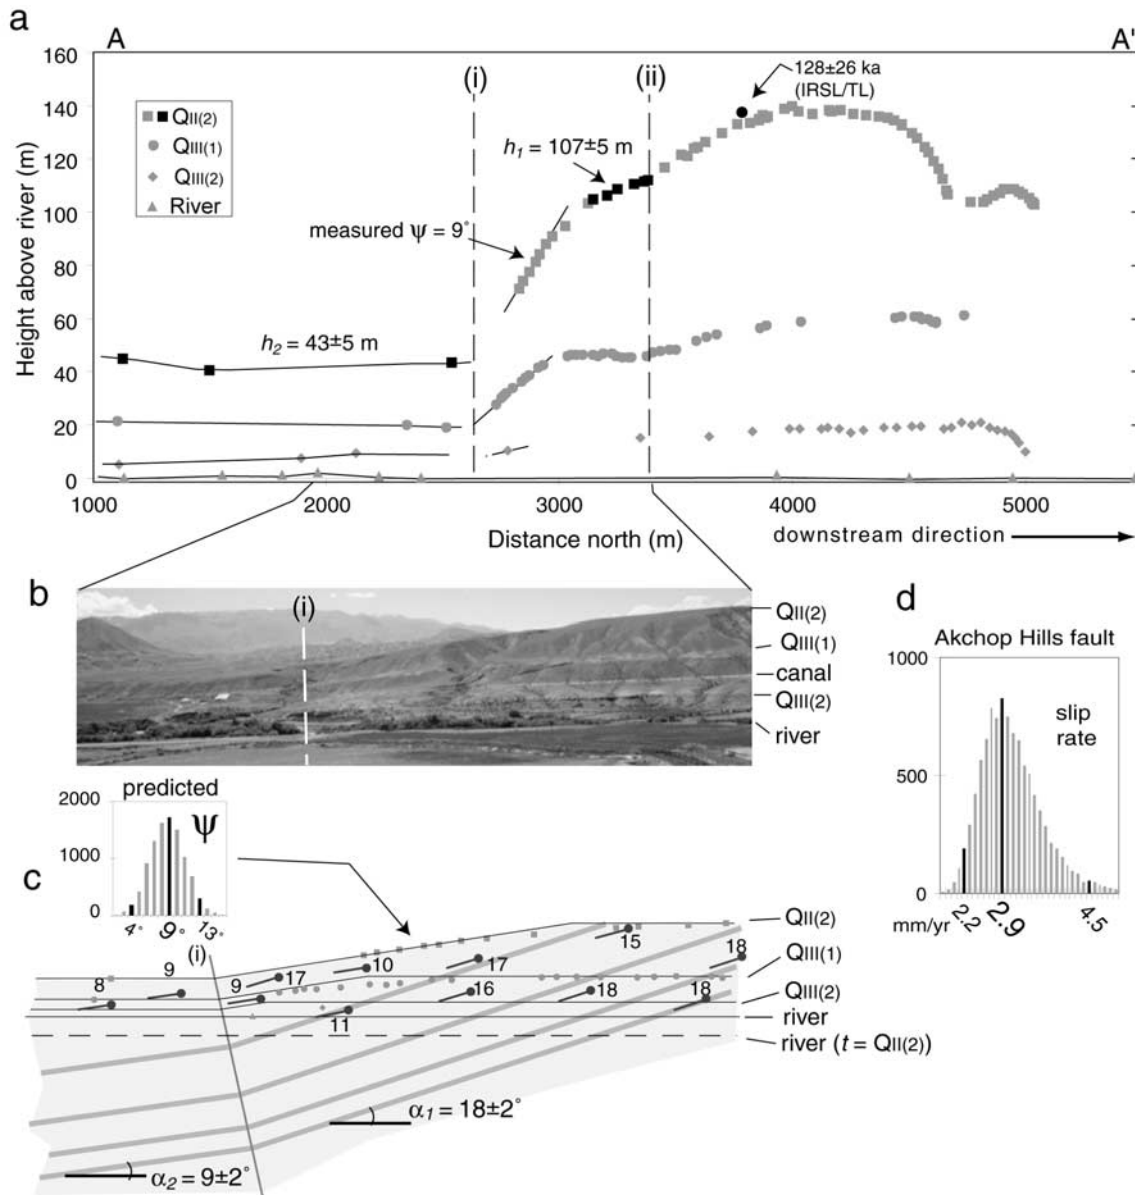 a
A
A'
160
140
120
100
80
60
40
20
0
Height above river (m)
QII(2)
QIII(1)
QIII(2)
River
(i)
(ii)
128±26 ka
(IRSL/TL)
h1 = 107±5 m
measured ψ = 9°
h2 = 43±5 m
1000
2000
3000
4000
5000
Distance north (m)
downstream direction
b
(i)
QII(2)
QIII(1)
canal
QIII(2)
river
d
Akchop Hills fault
1000
500
0
slip
rate
mm/yr
2.2
2.9
4.5
predicted
2000
1000
0
ψ
4°
9°
13°
c
(i)
8
9
9
17
10
17
15
18
11
16
18
18
QII(2)
QIII(1)
QIII(2)
river
river (t = QII(2))
α1 = 18±2°
α2 = 9±2°